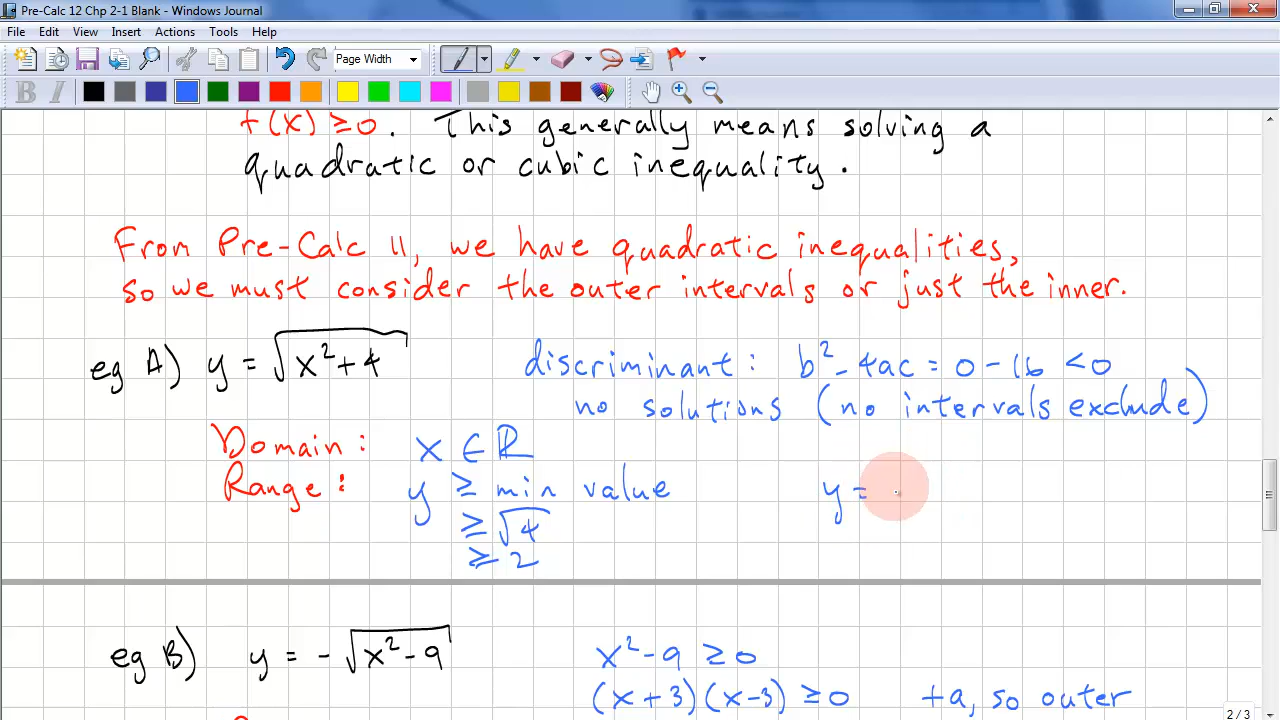 Pre-Calc 12 Chp 2-1 Blank - Windows Journal
File Edit View Insert Actions Tools Help
Page Width
B I
f(x) ≥0. This generally means solving a
quadratic or cubic inequality.
From Pre-Calc 11, we have quadratic inequalities,
so we must consider the outer intervals or just the inner.
eg A) y = √x²+4 discriminant: b²-4ac = 0-16 <0
no solutions (no intervals exclude)
Domain: x ∈ ℝ
Range: y ≥ min value y =
≥ √4
≥ 2
eg B) y = -√x²-9 x²-9 ≥0
(x+3)(x-3) ≥0 +a, so outer
2 / 3